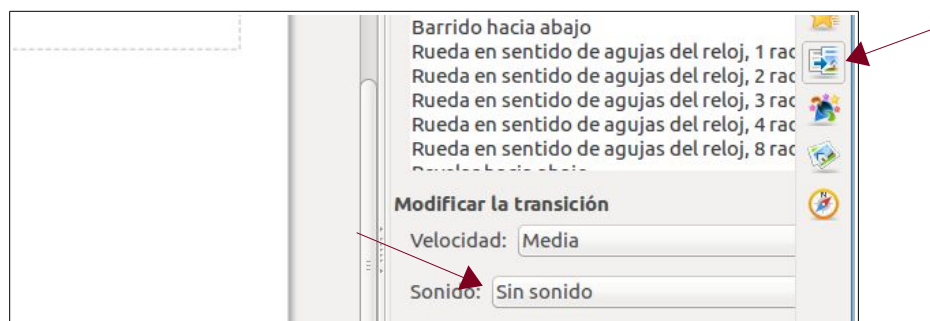 Barrido hacia abajo
Rueda en sentido de agujas del reloj, 1 rad
Rueda en sentido de agujas del reloj, 2 rad
Rueda en sentido de agujas del reloj, 3 rad
Rueda en sentido de agujas del reloj, 4 rad
Rueda en sentido de agujas del reloj, 8 rad
Modificar la transición
Velocidad: Media
Sonido: Sin sonido